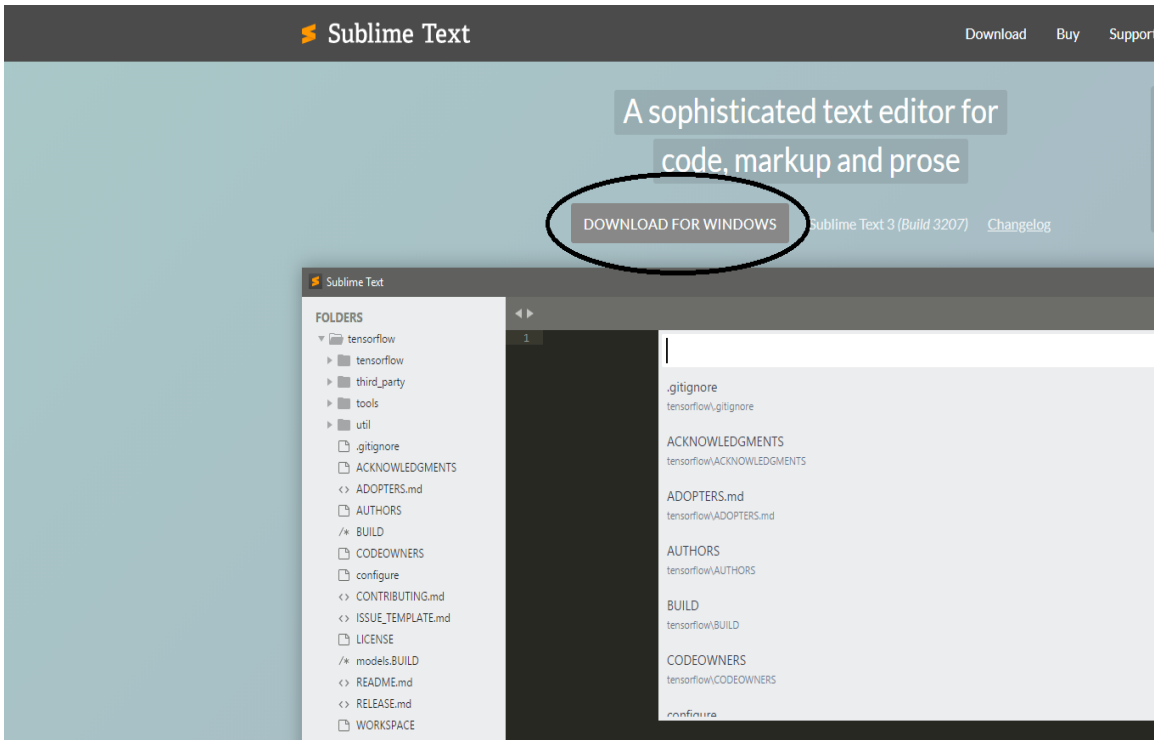 Sublime Text
Download Buy Support
A sophisticated text editor for
code, markup and prose
DOWNLOAD FOR WINDOWS Sublime Text 3 (Build 3207) Changelog
Sublime Text
FOLDERS
tensorflow
tensorflow
third_party
tools
util
.gitignore
ACKNOWLEDGMENTS
<> ADOPTERS.md
AUTHORS
/* BUILD
CODEOWNERS
configure
<> CONTRIBUTING.md
<> ISSUE_TEMPLATE.md
LICENSE
/* models.BUILD
<> README.md
<> RELEASE.md
WORKSPACE
1
.gitignore
tensorflow\.gitignore
ACKNOWLEDGMENTS
tensorflow\ACKNOWLEDGMENTS
ADOPTERS.md
tensorflow\ADOPTERS.md
AUTHORS
tensorflow\AUTHORS
BUILD
tensorflow\BUILD
CODEOWNERS
tensorflow\CODEOWNERS
configure